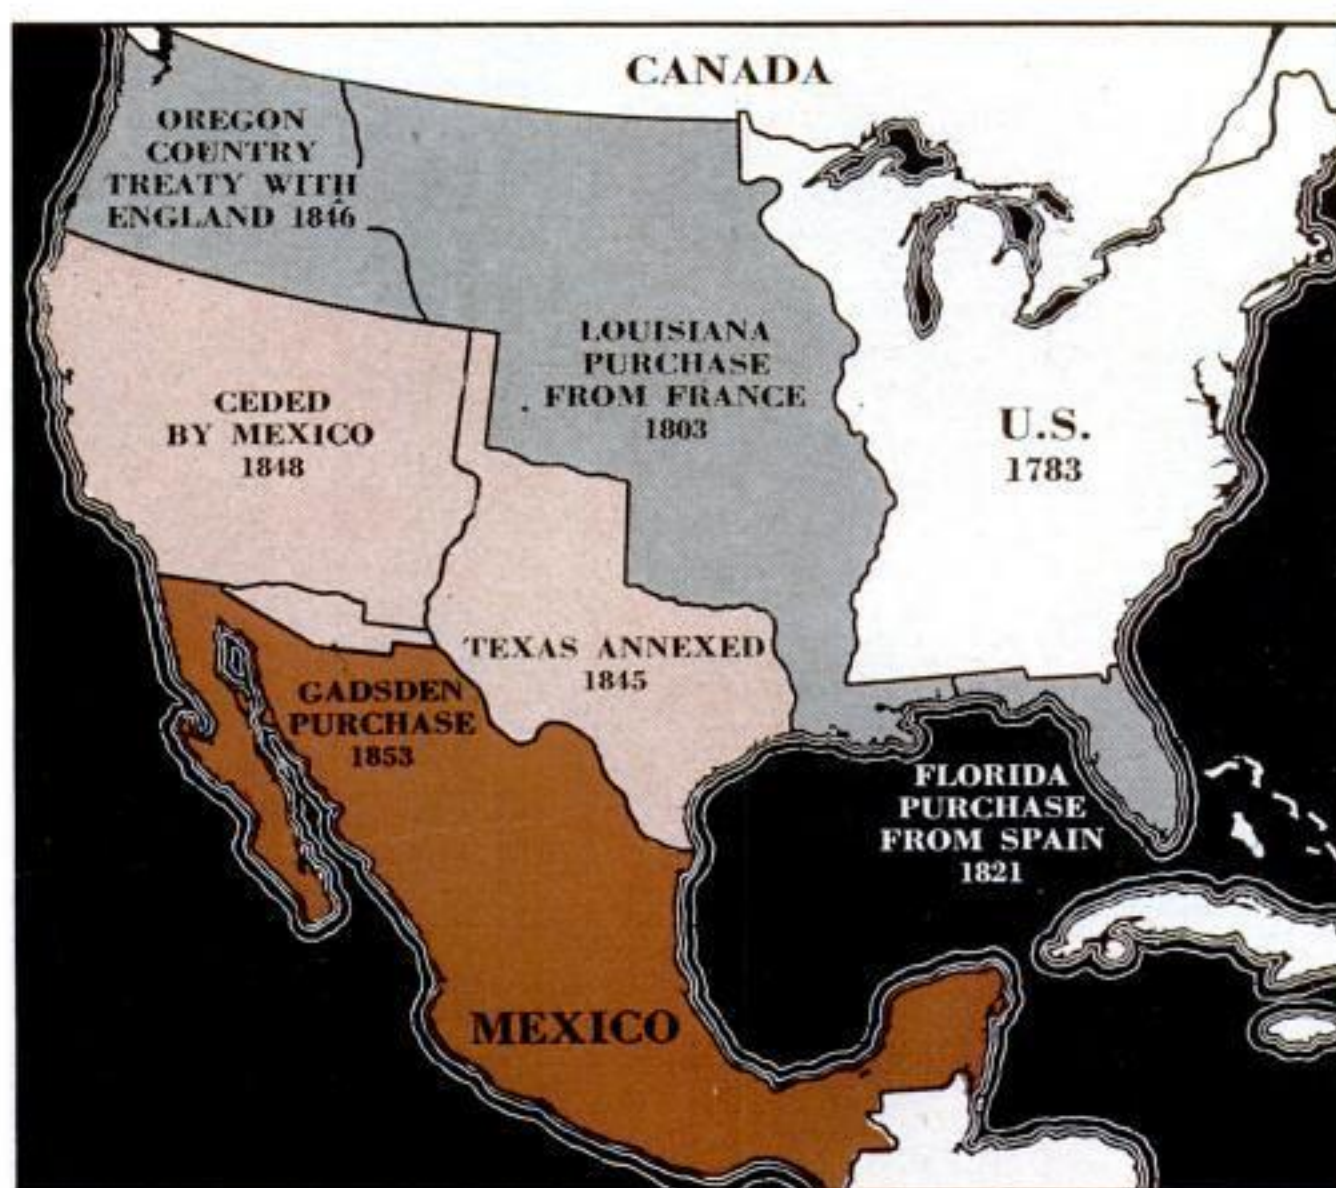 CANADA
OREGON
COUNTRY
TREATY WITH
ENGLAND 1846
LOUISIANA
PURCHASE
FROM FRANCE
1803
CEDED
BY MEXICO
1848
U.S.
1783
TEXAS ANNEXED
1845
GADSDEN
PURCHASE
1853
FLORIDA
PURCHASE
FROM SPAIN
1821
MEXICO